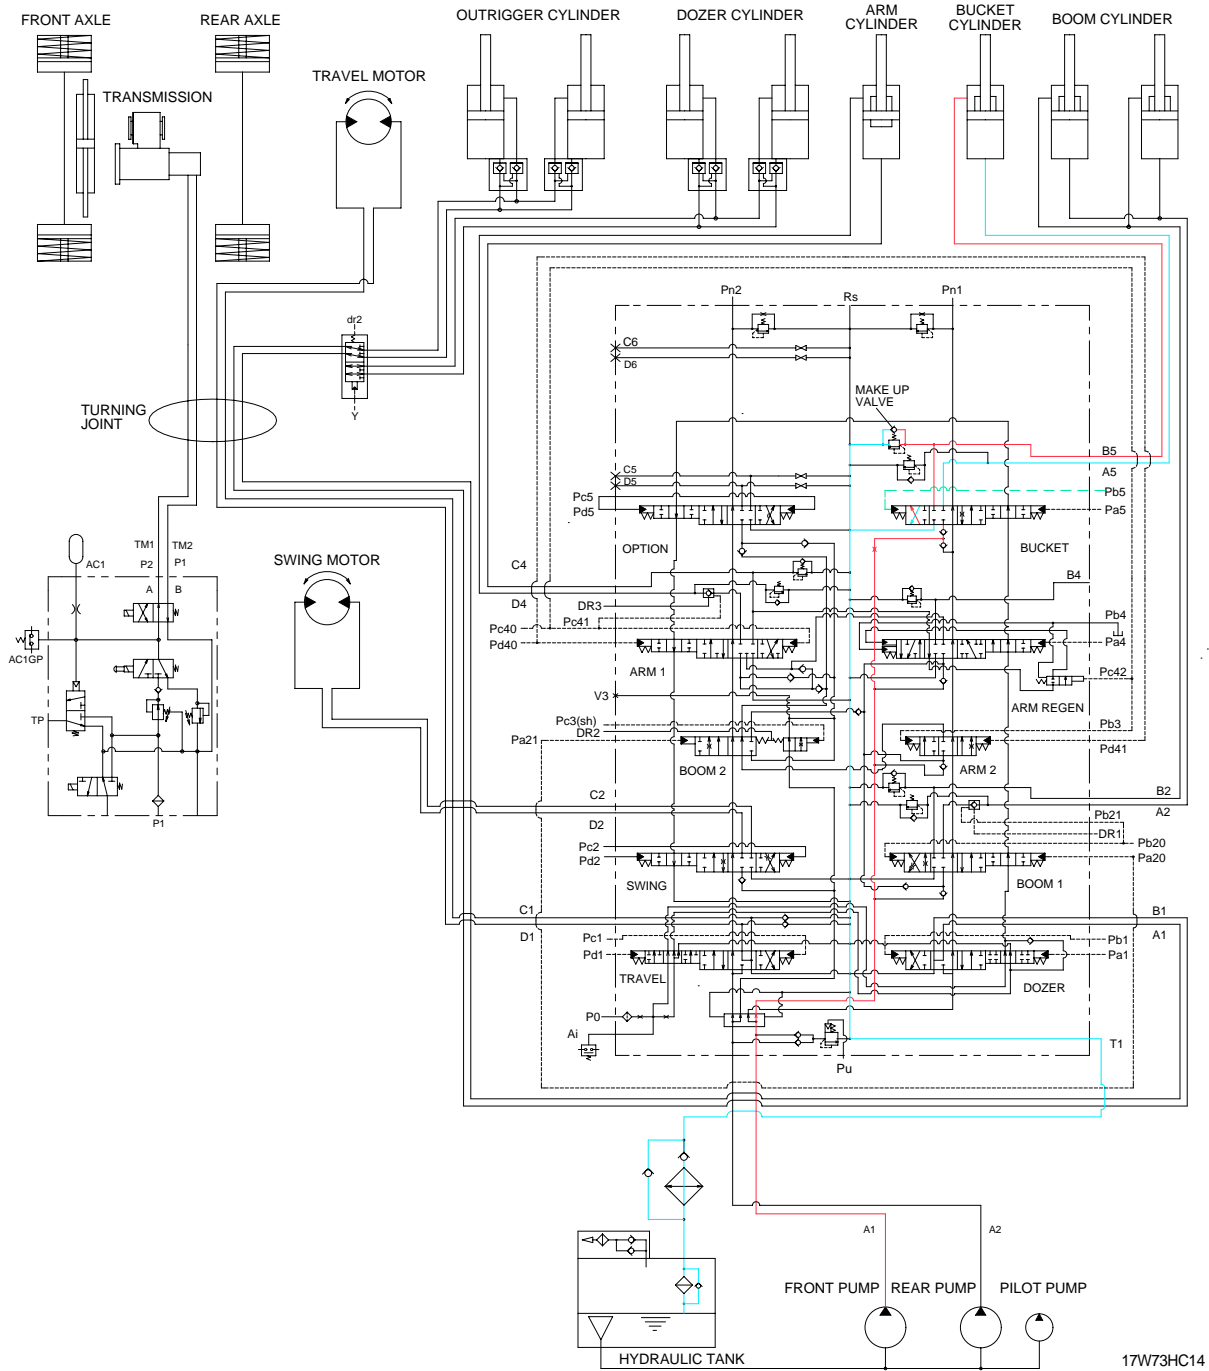 FRONT AXLE
REAR AXLE
OUTRIGGER CYLINDER
DOZER CYLINDER
ARM
CYLINDER
BUCKET
CYLINDER
BOOM CYLINDER
TRANSMISSION
TRAVEL MOTOR
Pn2
Rs
Pn1
dr2
C6
D6
Y
MAKE UP
VALVE
TURNING
JOINT
B5
A5
C5
D5
Pc5
Pd5
Pb5
Pa5
OPTION
BUCKET
AC1
TM1
TM2
P2
P1
A
B
SWING MOTOR
C4
D4
B4
DR3
Pc41
Pc40
Pd40
Pb4
Pa4
AC1GP
ARM 1
Pc42
ARM REGEN
V3
TP
Pc3(sh)
DR2
Pa21
Pb3
Pd41
BOOM 2
ARM 2
C2
D2
B2
A2
Pb21
DR1
P1
Pc2
Pd2
Pb20
Pa20
SWING
BOOM 1
C1
D1
B1
A1
Pc1
Pd1
Pb1
Pa1
TRAVEL
DOZER
P0
Ai
T1
Pu
A1
A2
FRONT PUMP
REAR PUMP
PILOT PUMP
HYDRAULIC TANK
17W73HC14